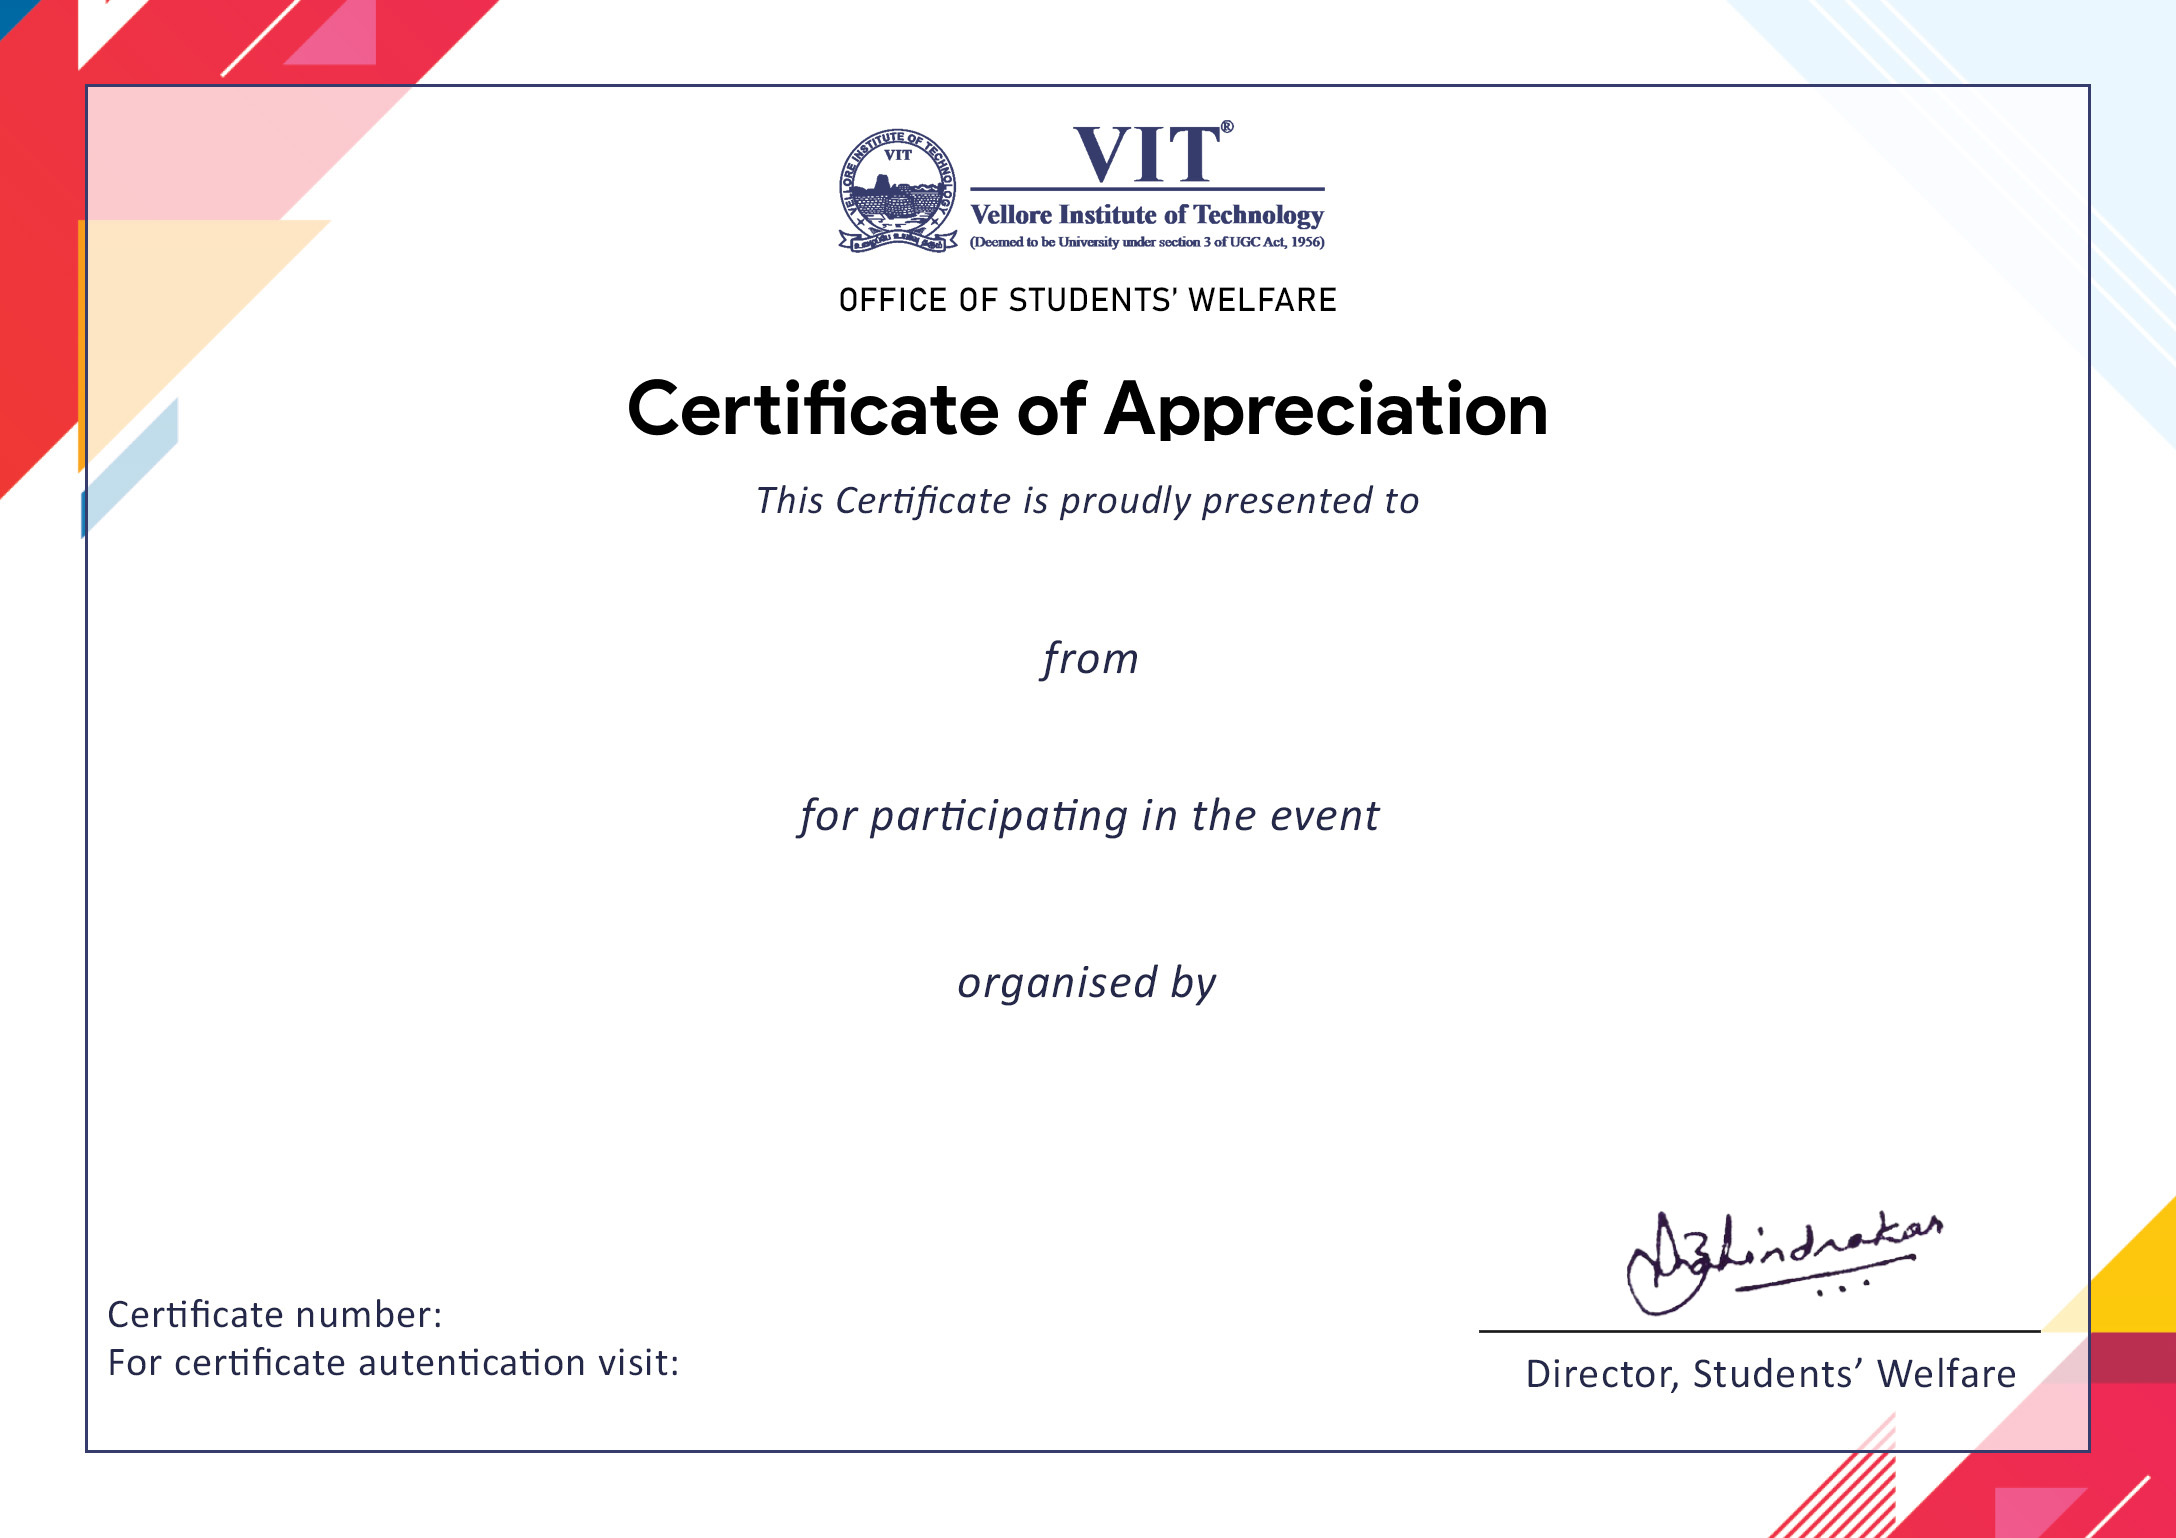 VELLORE INSTITUTE OF TECHNOLOGY
VIT
VIT®
Vellore Institute of Technology
(Deemed to be University under section 3 of UGC Act, 1956)
OFFICE OF STUDENTS’ WELFARE
Certificate of Appreciation
This Certificate is proudly presented to
from
for participating in the event
organised by
Certificate number:
For certificate autentication visit:
Director, Students’ Welfare